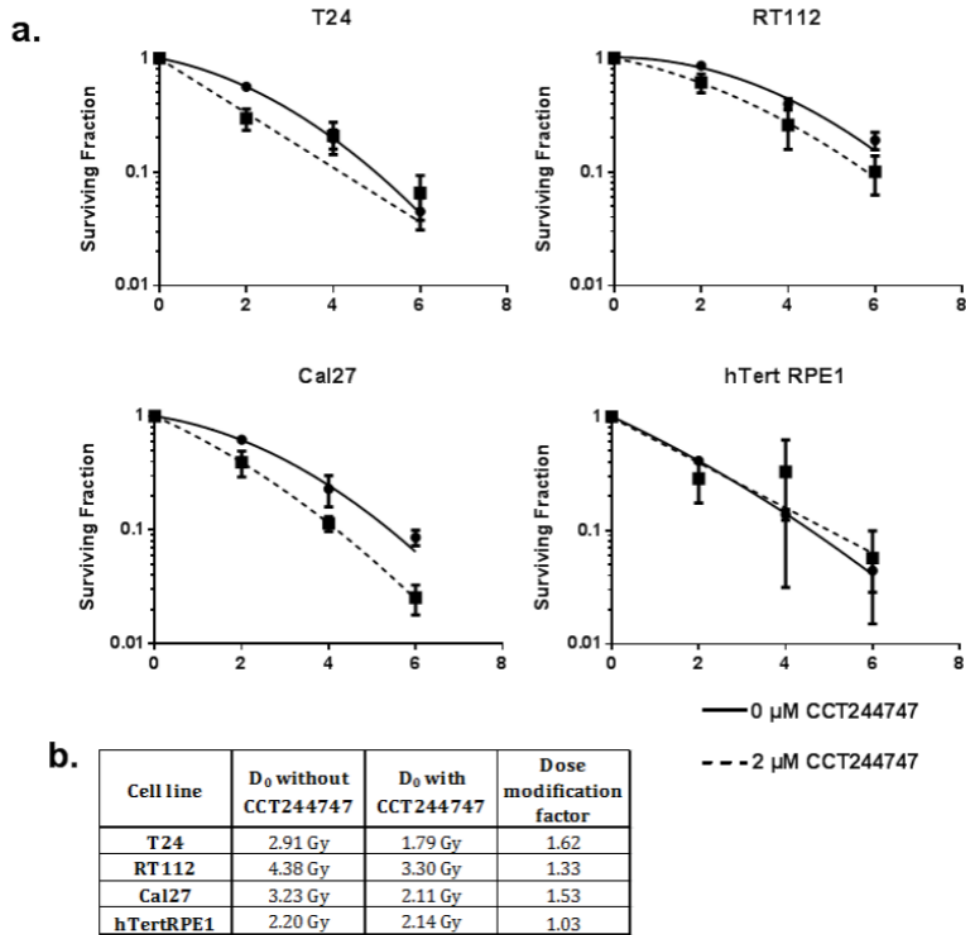 a.
T24
RT112
Surviving Fraction
1
0.1
0.01
0 2 4 6 8
Surviving Fraction
1
0.1
0.01
0 2 4 6 8
Cal27
hTert RPE1
Surviving Fraction
1
0.1
0.01
0 2 4 6 8
Surviving Fraction
1
0.1
0.01
0 2 4 6 8
0 µM CCT244747
2 µM CCT244747
b.
Cell line D₀ without CCT244747 D₀ with CCT244747 Dose modification factor
T24 2.91 Gy 1.79 Gy 1.62
RT112 4.38 Gy 3.30 Gy 1.33
Cal27 3.23 Gy 2.11 Gy 1.53
hTertRPE1 2.20 Gy 2.14 Gy 1.03